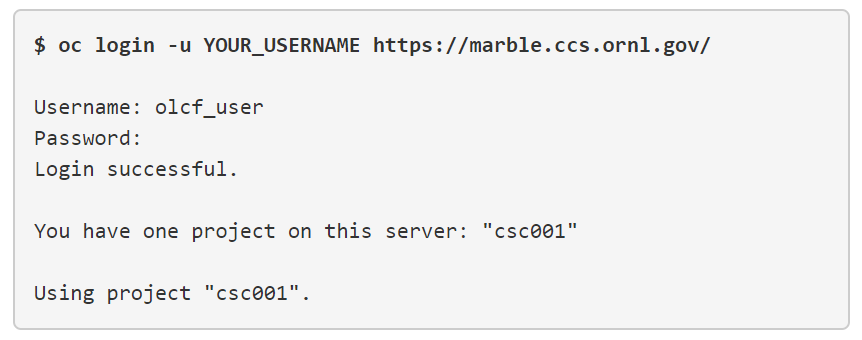 $ oc login -u YOUR_USERNAME https://marble.ccs.ornl.gov/
Username: olcf_user
Password:
Login successful.
You have one project on this server: "csc001"
Using project "csc001".